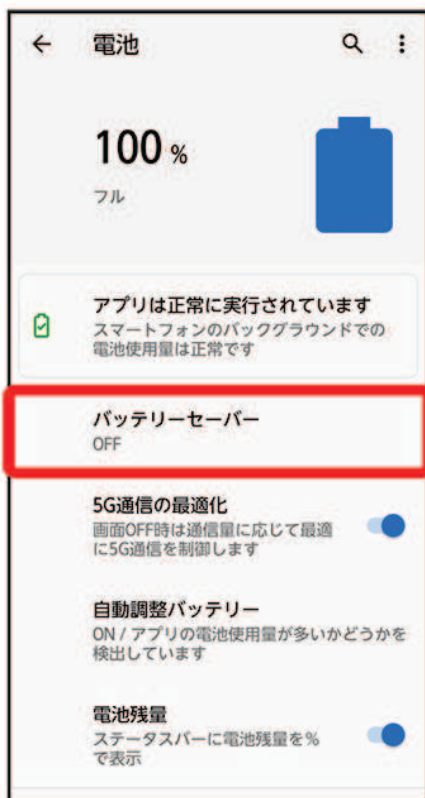 電池
100 %
フル
アプリは正常に実行されています
スマートフォンのバックグラウンドでの
電池使用量は正常です
バッテリーセーバー
OFF
5G通信の最適化
画面OFF時は通信量に応じて最適
に5G通信を制御します
自動調整バッテリー
ON / アプリの電池使用量が多いかどうかを
検出しています
電池残量
ステータスバーに電池残量を%
で表示